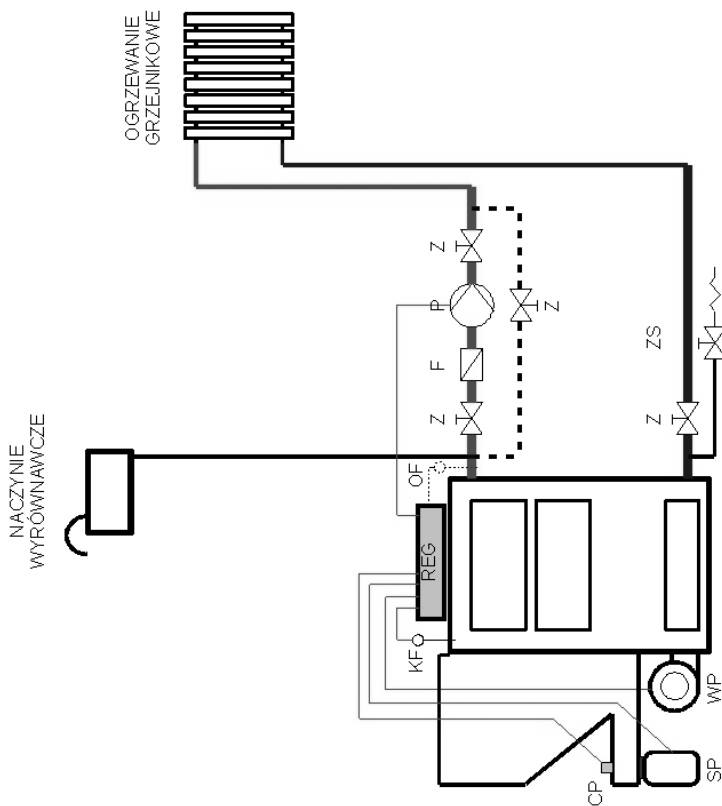 NACZYNIE
WYRÓWNAWCZE
OGRZEWANIE
GRZEJNIKOWE
Z
F
P
Z
Z
OF
REG
KF
CP
SP
WP
Z
ZS